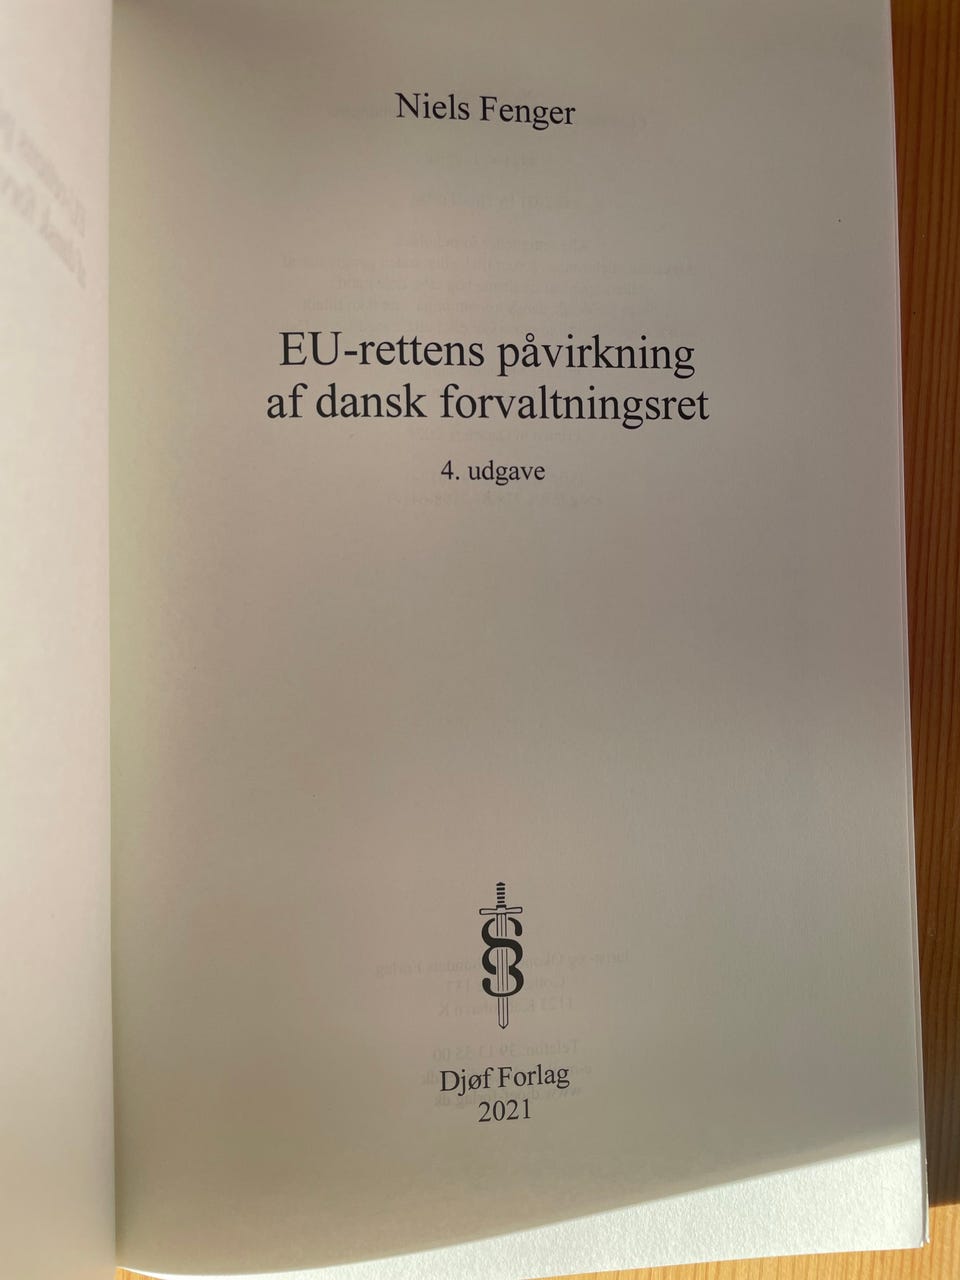 Niels Fenger
EU-rettens påvirkning
af dansk forvaltningsret
4. udgave
Djøf Forlag
2021